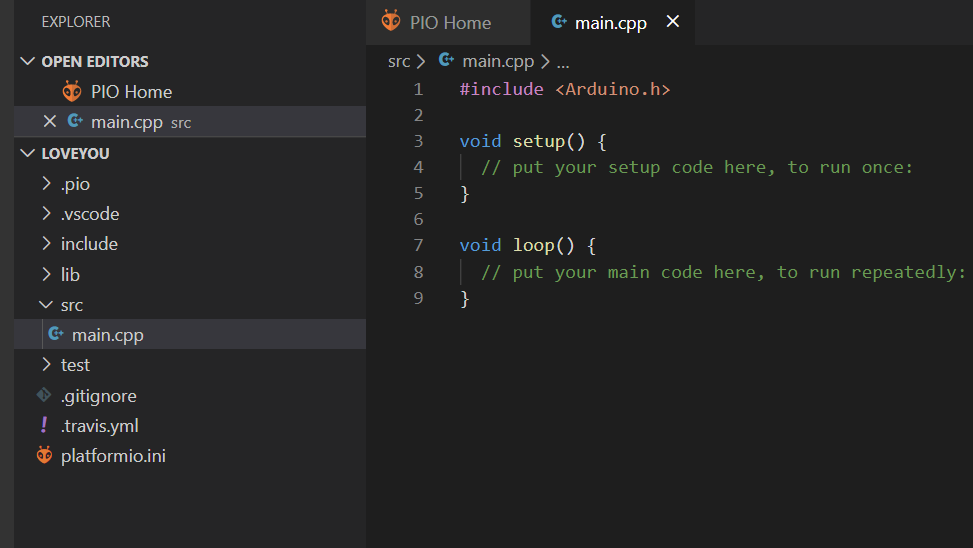 EXPLORER
OPEN EDITORS
PIO Home
main.cpp src
LOVEYOU
.pio
.vscode
include
lib
src
main.cpp
test
.gitignore
.travis.yml
platformio.ini
PIO Home main.cpp
src > main.cpp > ...
1 #include <Arduino.h>
2
3 void setup() {
4 // put your setup code here, to run once:
5 }
6
7 void loop() {
8 // put your main code here, to run repeatedly:
9 }